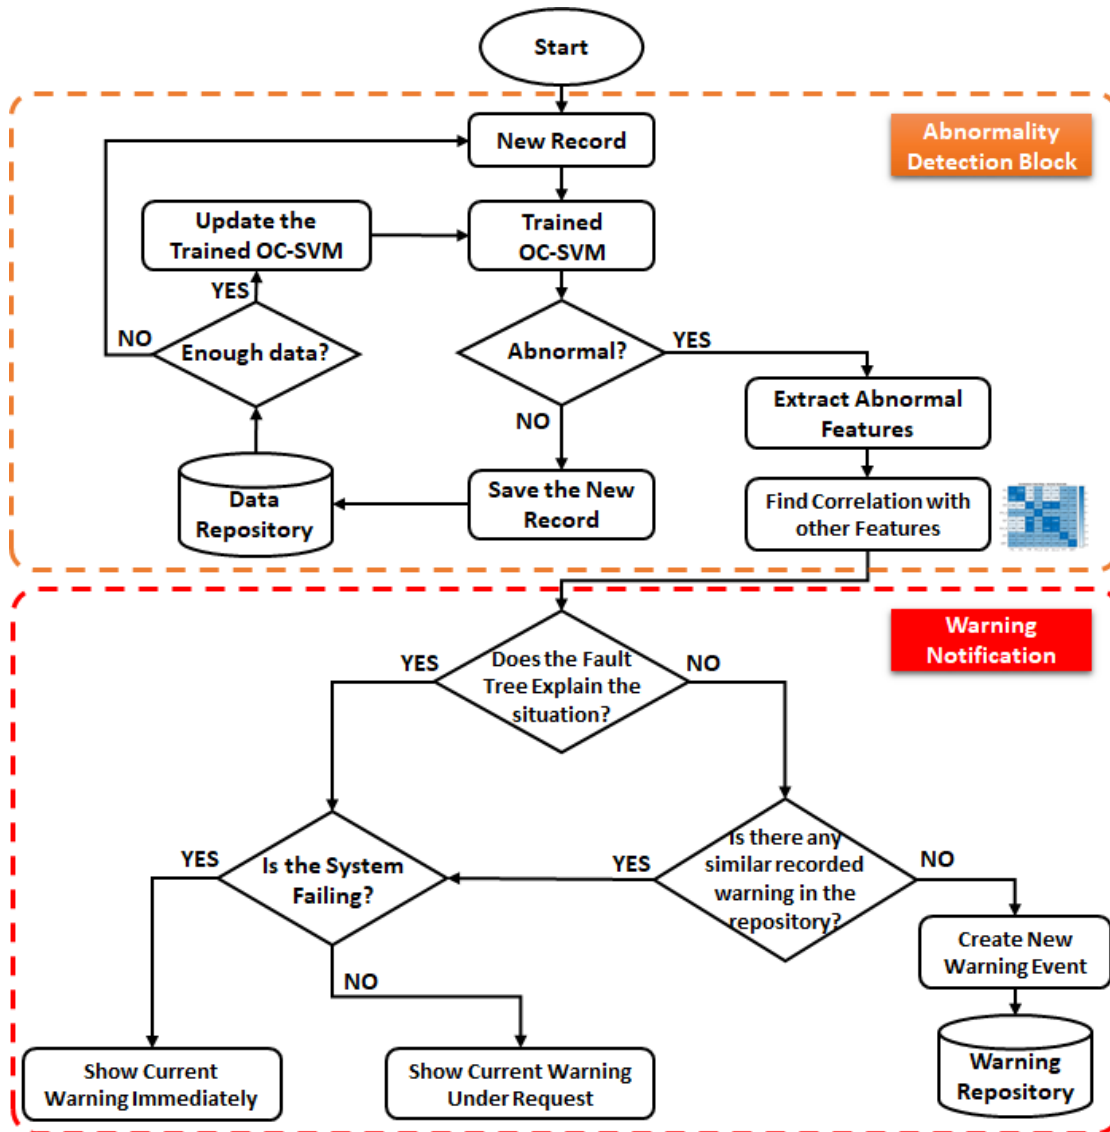 Start
New Record
Abnormality
Detection Block
Update the
Trained OC-SVM
Trained
OC-SVM
YES
NO
Enough data?
Abnormal?
YES
NO
Extract Abnormal
Features
Data
Repository
Save the New
Record
Find Correlation with
other Features
Warning
Notification
YES
Does the Fault
Tree Explain the
situation?
NO
YES
Is the System
Failing?
YES
Is there any
similar recorded
warning in the
repository?
NO
Create New
Warning Event
NO
Show Current
Warning Immediately
Show Current Warning
Under Request
Warning
Repository